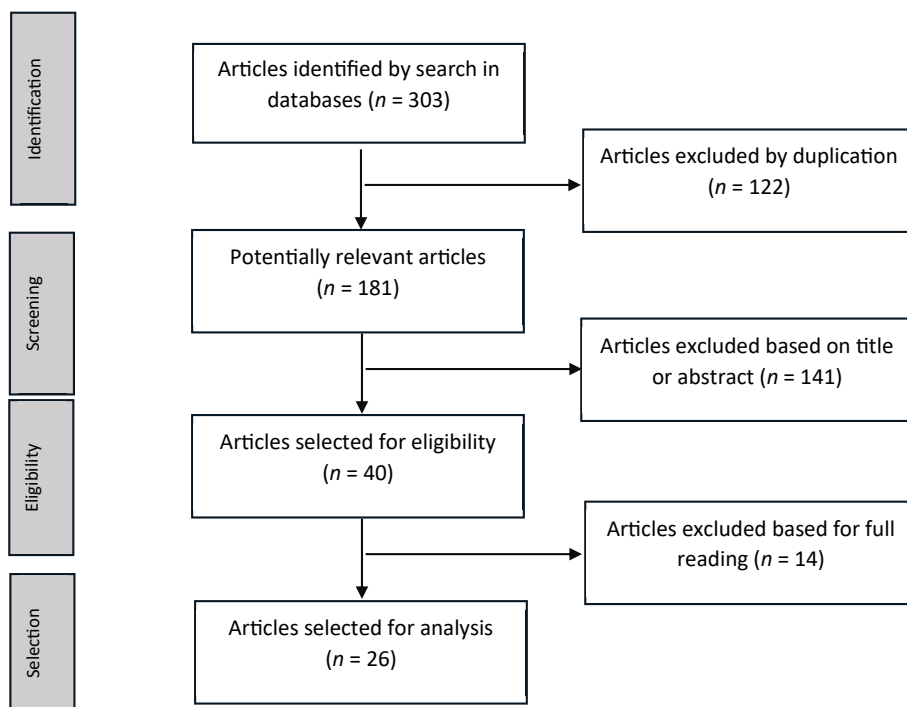 Identification
Articles identified by search in
databases (n = 303)
Articles excluded by duplication
(n = 122)
Screening
Potentially relevant articles
(n = 181)
Articles excluded based on title
or abstract (n = 141)
Eligibility
Articles selected for eligibility
(n = 40)
Articles excluded based for full
reading (n = 14)
Selection
Articles selected for analysis
(n = 26)